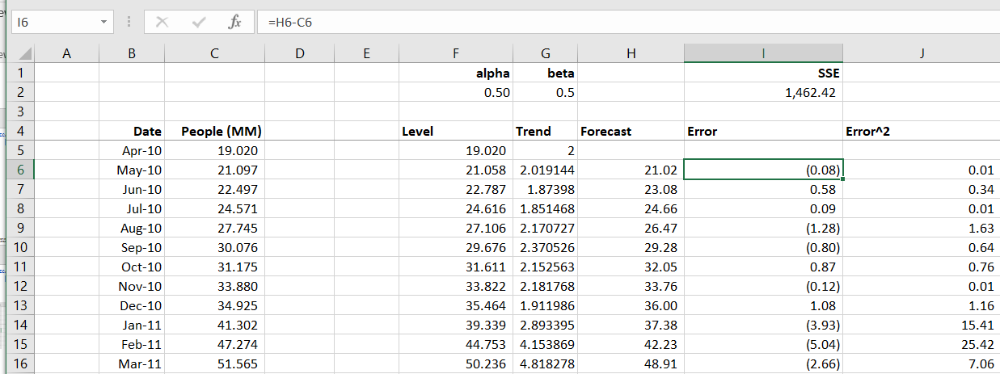 I6 fx =H6-C6
A B C D E F G H I J
1 alpha beta SSE
2 0.50 0.5 1,462.42
3
4 Date People (MM) Level Trend Forecast Error Error^2
5 Apr-10 19.020 19.020 2
6 May-10 21.097 21.058 2.019144 21.02 (0.08) 0.01
7 Jun-10 22.497 22.787 1.87398 23.08 0.58 0.34
8 Jul-10 24.571 24.616 1.851468 24.66 0.09 0.01
9 Aug-10 27.745 27.106 2.170727 26.47 (1.28) 1.63
10 Sep-10 30.076 29.676 2.370526 29.28 (0.80) 0.64
11 Oct-10 31.175 31.611 2.152563 32.05 0.87 0.76
12 Nov-10 33.880 33.822 2.181768 33.76 (0.12) 0.01
13 Dec-10 34.925 35.464 1.911986 36.00 1.08 1.16
14 Jan-11 41.302 39.339 2.893395 37.38 (3.93) 15.41
15 Feb-11 47.274 44.753 4.153869 42.23 (5.04) 25.42
16 Mar-11 51.565 50.236 4.818278 48.91 (2.66) 7.06